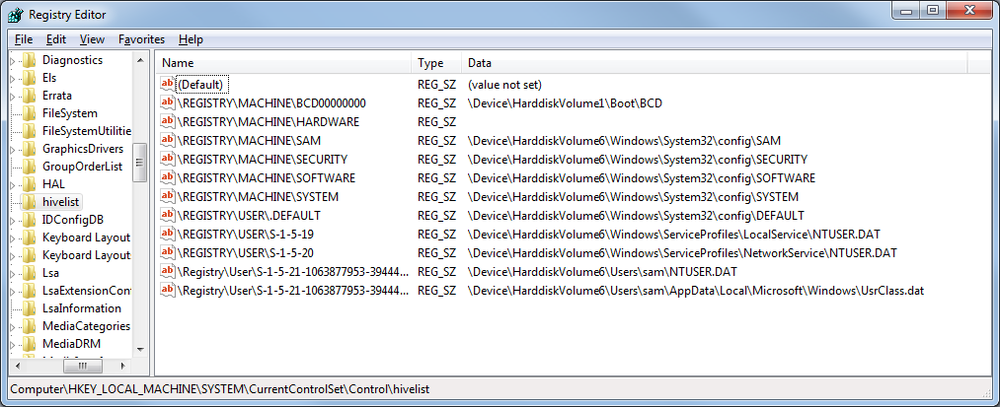 Registry Editor
File Edit View Favorites Help
Diagnostics
Els
Errata
FileSystem
FileSystemUtilitie
GraphicsDrivers
GroupOrderList
HAL
hivelist
IDConfigDB
Keyboard Layout
Keyboard Layou
Lsa
LsaExtensionCon
LsaInformation
MediaCategories
MediaDRM
Name Type Data
(Default) REG_SZ (value not set)
\REGISTRY\MACHINE\BCD00000000 REG_SZ \Device\HarddiskVolume1\Boot\BCD
\REGISTRY\MACHINE\HARDWARE REG_SZ
\REGISTRY\MACHINE\SAM REG_SZ \Device\HarddiskVolume6\Windows\System32\config\SAM
\REGISTRY\MACHINE\SECURITY REG_SZ \Device\HarddiskVolume6\Windows\System32\config\SECURITY
\REGISTRY\MACHINE\SOFTWARE REG_SZ \Device\HarddiskVolume6\Windows\System32\config\SOFTWARE
\REGISTRY\MACHINE\SYSTEM REG_SZ \Device\HarddiskVolume6\Windows\System32\config\SYSTEM
\REGISTRY\USER\.DEFAULT REG_SZ \Device\HarddiskVolume6\Windows\System32\config\DEFAULT
\REGISTRY\USER\S-1-5-19 REG_SZ \Device\HarddiskVolume6\Windows\ServiceProfiles\LocalService\NTUSER.DAT
\REGISTRY\USER\S-1-5-20 REG_SZ \Device\HarddiskVolume6\Windows\ServiceProfiles\NetworkService\NTUSER.DAT
\Registry\User\S-1-5-21-1063877953-39444... REG_SZ \Device\HarddiskVolume6\Users\sam\NTUSER.DAT
\Registry\User\S-1-5-21-1063877953-39444... REG_SZ \Device\HarddiskVolume6\Users\sam\AppData\Local\Microsoft\Windows\UsrClass.dat
Computer\HKEY_LOCAL_MACHINE\SYSTEM\CurrentControlSet\Control\hivelist